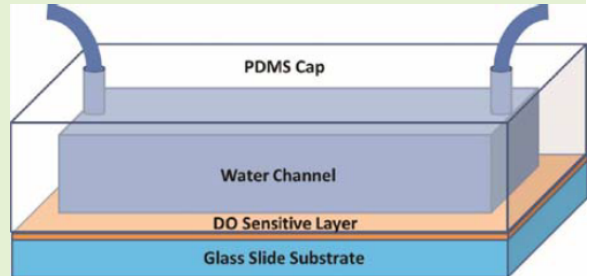 PDMS Cap
Water Channel
DO Sensitive Layer
Glass Slide Substrate